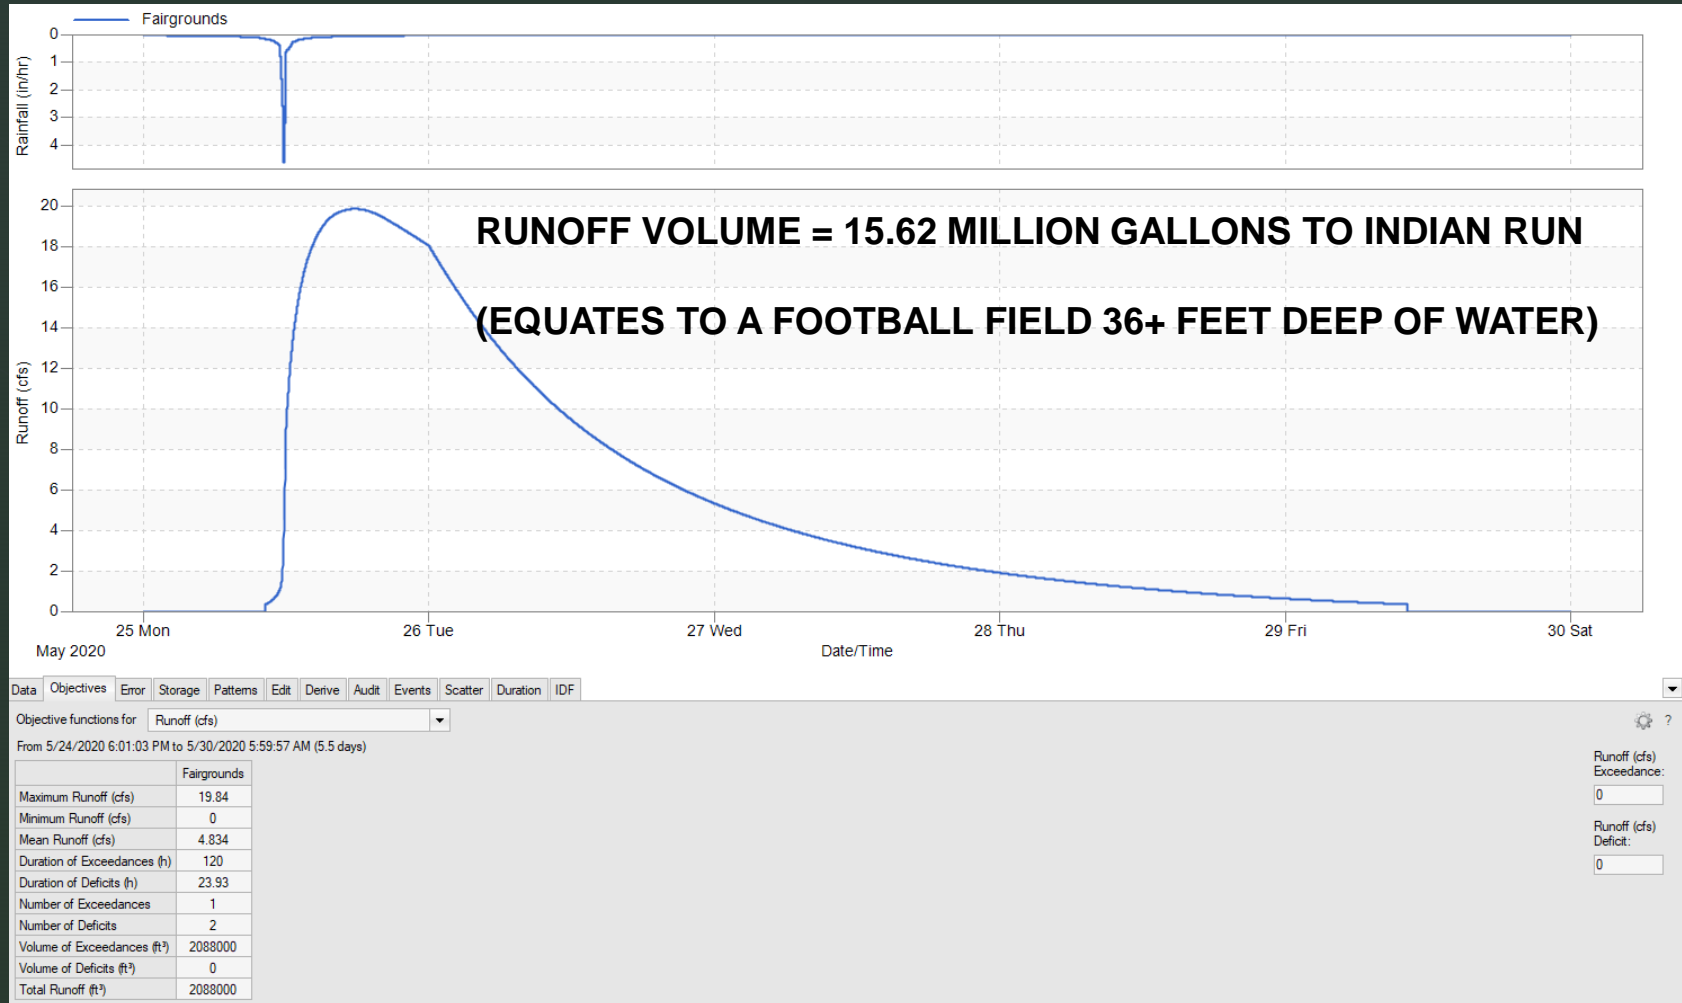 Fairgrounds
0
1
2
3
4
Rainfall (in/hr)
RUNOFF VOLUME = 15.62 MILLION GALLONS TO INDIAN RUN
(EQUATES TO A FOOTBALL FIELD 36+ FEET DEEP OF WATER)
20
18
16
14
12
10
8
6
4
2
0
Runoff (cfs)
25 Mon 26 Tue 27 Wed 28 Thu 29 Fri 30 Sat
May 2020 Date/Time
Data Objectives Error Storage Patterns Edit Derive Audit Events Scatter Duration IDF
Objective functions for Runoff (cfs)
?
From 5/24/2020 6:01:03 PM to 5/30/2020 5:59:57 AM (5.5 days)
Fairgrounds
Maximum Runoff (cfs) 19.84
Minimum Runoff (cfs) 0
Mean Runoff (cfs) 4.834
Duration of Exceedances (h) 120
Duration of Deficits (h) 23.93
Number of Exceedances 1
Number of Deficits 2
Volume of Exceedances (ft³) 2088000
Volume of Deficits (ft³) 0
Total Runoff (ft³) 2088000
Runoff (cfs)
Exceedance:
0
Runoff (cfs)
Deficit:
0